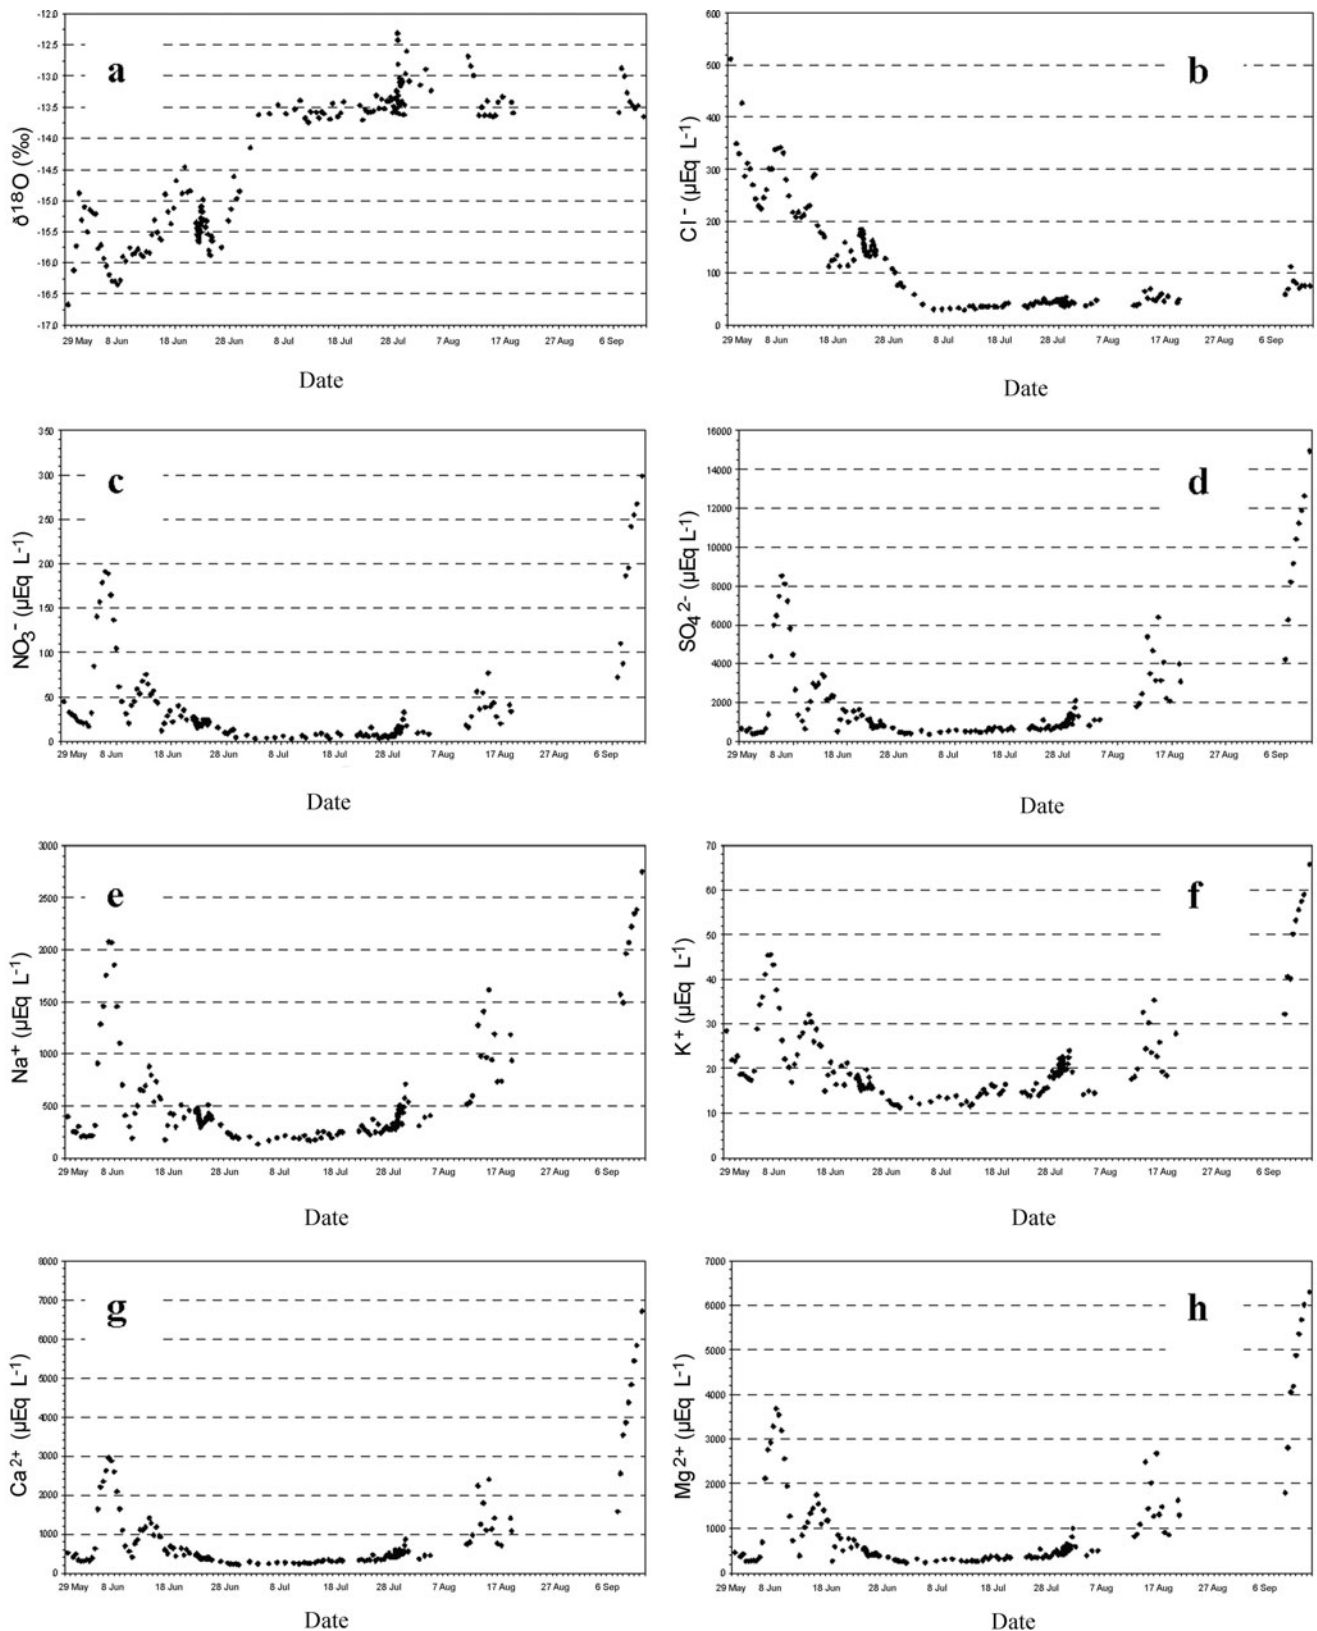 -12.0
-12.5
-13.0
-13.5
-14.0
-14.5
-15.0
-15.5
-16.0
-16.5
-17.0
δ18O (‰)
a
29 May 8 Jun 18 Jun 28 Jun 8 Jul 18 Jul 28 Jul 7 Aug 17 Aug 27 Aug 6 Sep
Date
600
500
400
300
200
100
0
Cl - (µEq L-1)
b
29 May 8 Jun 18 Jun 28 Jun 8 Jul 18 Jul 28 Jul 7 Aug 17 Aug 27 Aug 6 Sep
Date
350
300
250
200
150
100
50
0
NO3- (µEq L-1)
c
29 May 8 Jun 18 Jun 28 Jun 8 Jul 18 Jul 28 Jul 7 Aug 17 Aug 27 Aug 6 Sep
Date
16000
14000
12000
10000
8000
6000
4000
2000
0
SO4 2- (µEq L-1)
d
29 May 8 Jun 18 Jun 28 Jun 8 Jul 18 Jul 28 Jul 7 Aug 17 Aug 27 Aug 6 Sep
Date
3000
2500
2000
1500
1000
500
0
Na+ (µEq L-1)
e
29 May 8 Jun 18 Jun 28 Jun 8 Jul 18 Jul 28 Jul 7 Aug 17 Aug 27 Aug 6 Sep
Date
70
60
50
40
30
20
10
0
K+ (µEq L-1)
f
29 May 8 Jun 18 Jun 28 Jun 8 Jul 18 Jul 28 Jul 7 Aug 17 Aug 27 Aug 6 Sep
Date
8000
7000
6000
5000
4000
3000
2000
1000
0
Ca2+ (µEq L-1)
g
29 May 8 Jun 18 Jun 28 Jun 8 Jul 18 Jul 28 Jul 7 Aug 17 Aug 27 Aug 6 Sep
Date
7000
6000
5000
4000
3000
2000
1000
0
Mg2+ (µEq L-1)
h
29 May 8 Jun 18 Jun 28 Jun 8 Jul 18 Jul 28 Jul 7 Aug 17 Aug 27 Aug 6 Sep
Date